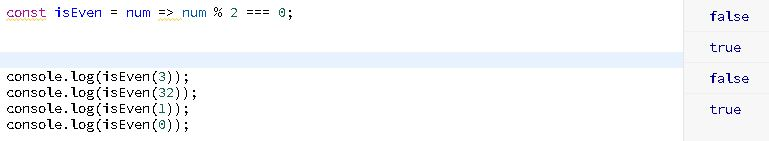 const isEven = num => num % 2 === 0;
console.log(isEven(3));
console.log(isEven(32));
console.log(isEven(1));
console.log(isEven(0));
false
true
false
true